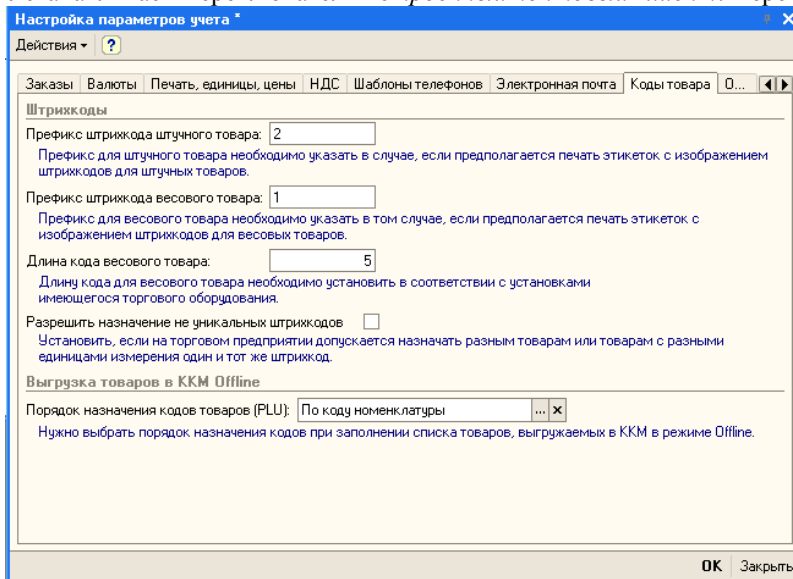 Настройка параметров учета *
Действия ?
Заказы Валюты Печать, единицы, цены НДС Шаблоны телефонов Электронная почта Коды товара О...
Штрихкоды
Префикс штрихкода штучного товара: 2
Префикс для штучного товара необходимо указать в случае, если предполагается печать этикеток с изображением
штрихкодов для штучных товаров.
Префикс штрихкода весового товара: 1
Префикс для весового товара необходимо указать в том случае, если предполагается печать этикеток с
изображением штрихкодов для весовых товаров.
Длина кода весового товара: 5
Длину кода для весового товара необходимо установить в соответствии с установками
имеющегося торгового оборудования.
Разрешить назначение не уникальных штрихкодов
Установить, если на торговом предприятии допускается назначать разным товарам или товарам с разными
единицами измерения один и тот же штрихкод.
Выгрузка товаров в ККМ Offline
Порядок назначения кодов товаров (PLU): По коду номенклатуры ... x
Нужно выбрать порядок назначения кодов при заполнении списка товаров, выгружаемых в ККМ в режиме Offline.
OK Закрыть